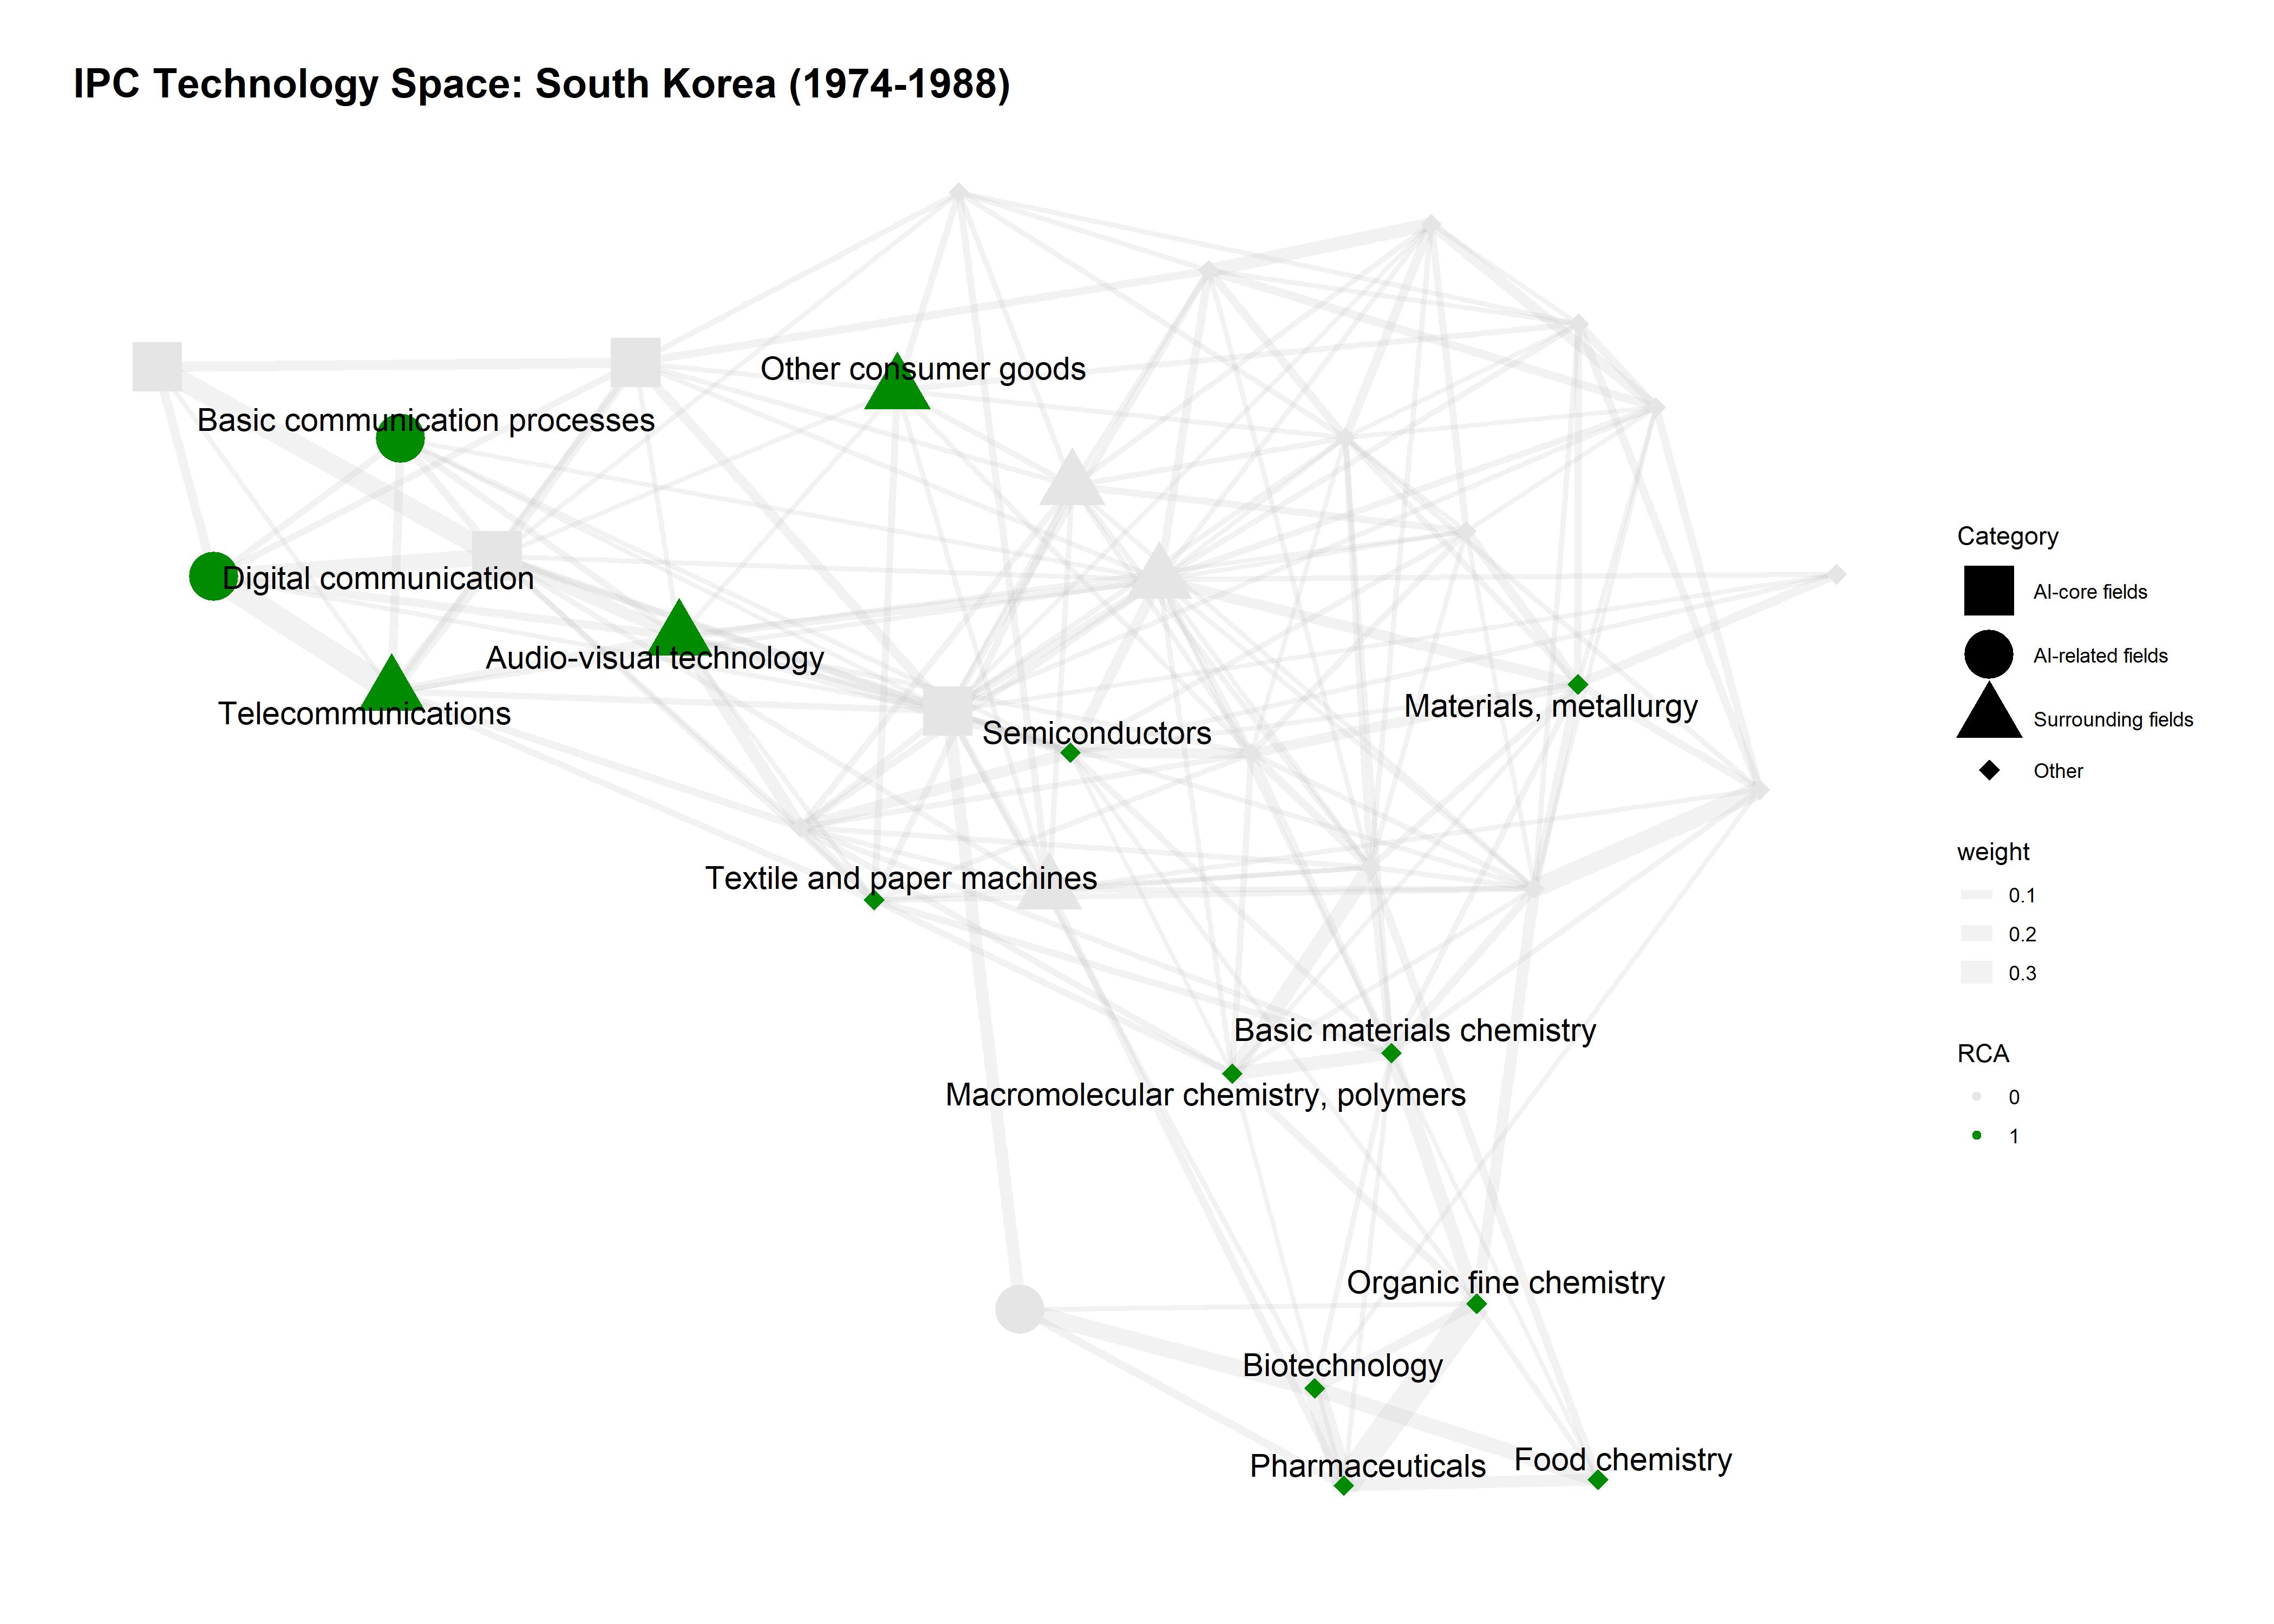 IPC Technology Space: South Korea (1974-1988)
Other consumer goods
Basic communication processes
Digital communication
Audio-visual technology
Telecommunications
Materials, metallurgy
Semiconductors
Textile and paper machines
Basic materials chemistry
Macromolecular chemistry, polymers
Organic fine chemistry
Biotechnology
Pharmaceuticals
Food chemistry
Category
AI-core fields
AI-related fields
Surrounding fields
Other
weight
0.1
0.2
0.3
RCA
0
1